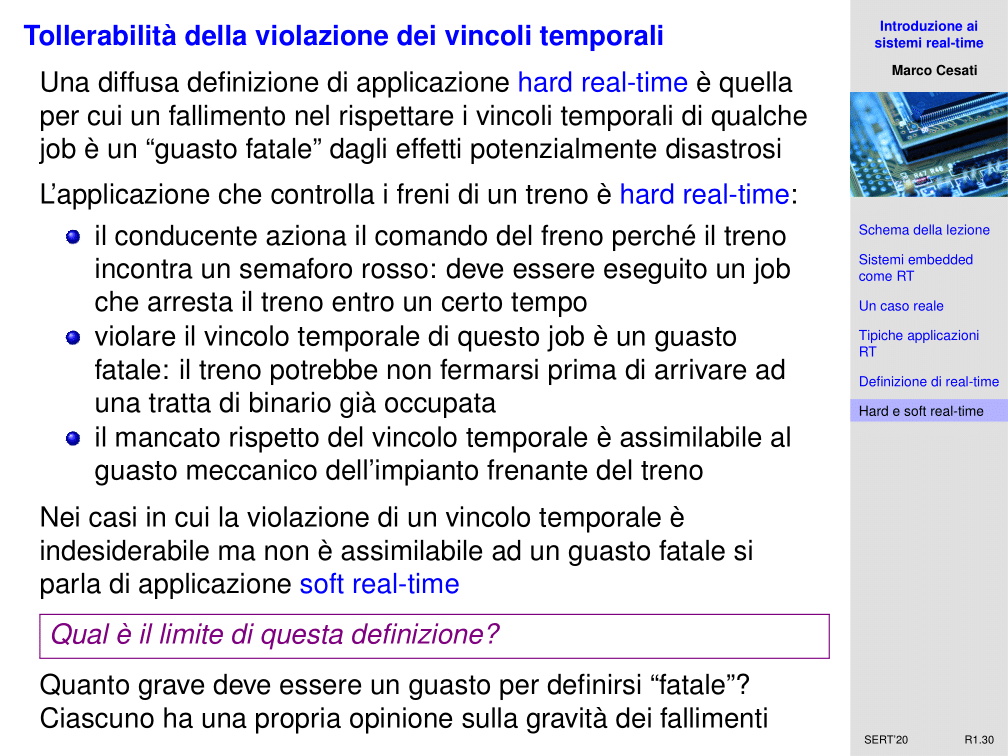 Tollerabilità della violazione dei vincoli temporali
Una diffusa definizione di applicazione hard real-time è quella
per cui un fallimento nel rispettare i vincoli temporali di qualche
job è un “guasto fatale” dagli effetti potenzialmente disastrosi
L’applicazione che controlla i freni di un treno è hard real-time:
il conducente aziona il comando del freno perché il treno
incontra un semaforo rosso: deve essere eseguito un job
che arresta il treno entro un certo tempo
violare il vincolo temporale di questo job è un guasto
fatale: il treno potrebbe non fermarsi prima di arrivare ad
una tratta di binario già occupata
il mancato rispetto del vincolo temporale è assimilabile al
guasto meccanico dell’impianto frenante del treno
Nei casi in cui la violazione di un vincolo temporale è
indesiderabile ma non è assimilabile ad un guasto fatale si
parla di applicazione soft real-time
Qual è il limite di questa definizione?
Quanto grave deve essere un guasto per definirsi “fatale”?
Ciascuno ha una propria opinione sulla gravità dei fallimenti
Introduzione ai
sistemi real-time
Marco Cesati
R47 R46
Schema della lezione
Sistemi embedded
come RT
Un caso reale
Tipiche applicazioni
RT
Definizione di real-time
Hard e soft real-time
SERT’20 R1.30